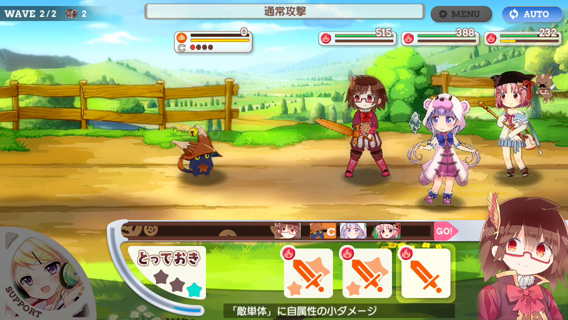 WAVE 2/2 2
通常攻撃
MENU
AUTO
0
C
515
388
232
C
GO!
とっておき
SUPPORT
「敵単体」に自属性の小ダメージ